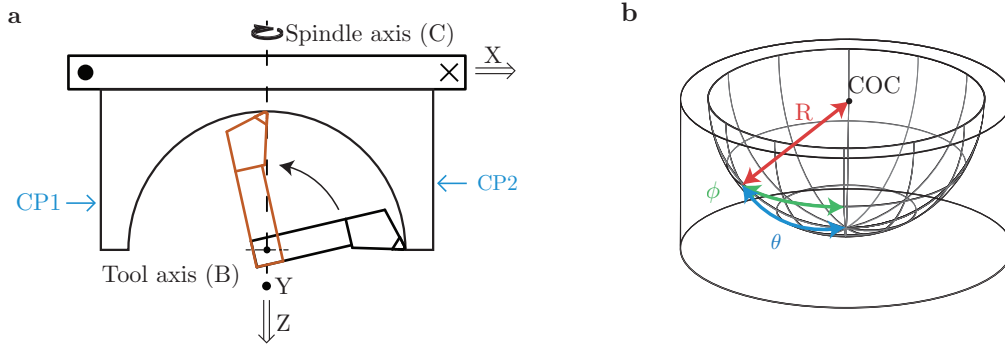 a
Spindle axis (C)
X
CP1
CP2
Tool axis (B)
Y
Z
b
COC
R
ϕ
θ